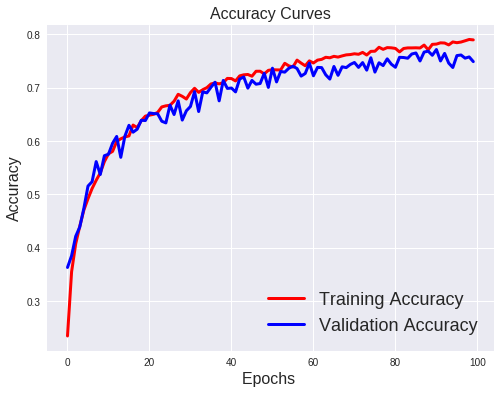 Accuracy Curves
0.8
0.7
0.6
0.5
0.4
0.3
Accuracy
Training Accuracy
Validation Accuracy
0 20 40 60 80 100
Epochs